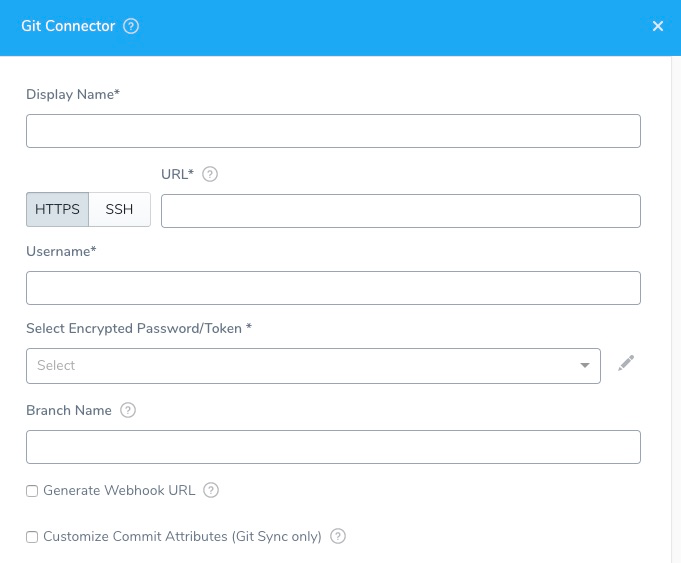 Git Connector ?
Display Name*
URL* ?
HTTPS SSH
Username*
Select Encrypted Password/Token *
Select
Branch Name ?
Generate Webhook URL ?
Customize Commit Attributes (Git Sync only) ?